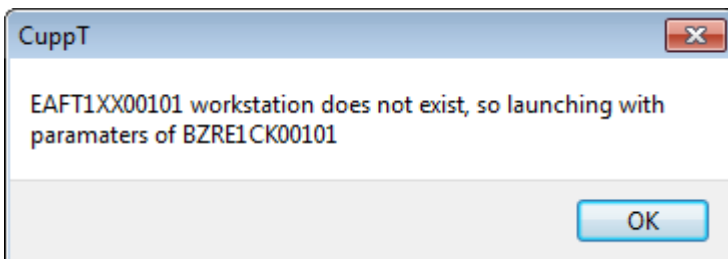 CuppT
EAFT1XX00101 workstation does not exist, so launching with
paramaters of BZRE1CK00101
OK